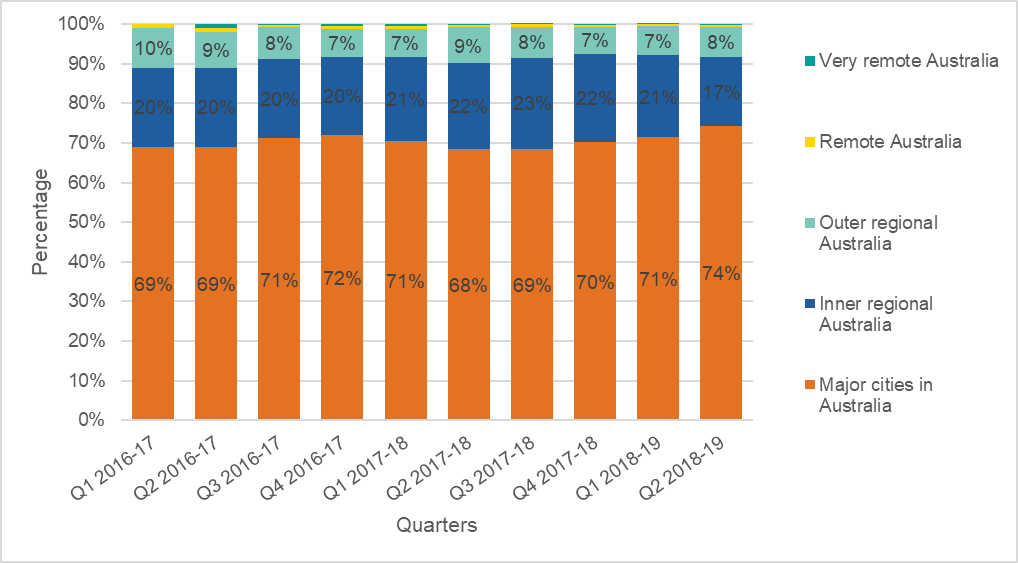 100%
90%
80%
70%
60%
50%
40%
30%
20%
10%
0%
Percentage
10% 9% 8% 7% 7% 9% 8% 7% 7% 8%
20% 20% 20% 20% 21% 22% 23% 22% 21% 17%
69% 69% 71% 72% 71% 68% 69% 70% 71% 74%
Q1 2016-17
Q2 2016-17
Q3 2016-17
Q4 2016-17
Q1 2017-18
Q2 2017-18
Q3 2017-18
Q4 2017-18
Q1 2018-19
Q2 2018-19
Quarters
Very remote Australia
Remote Australia
Outer regional
Australia
Inner regional
Australia
Major cities in
Australia